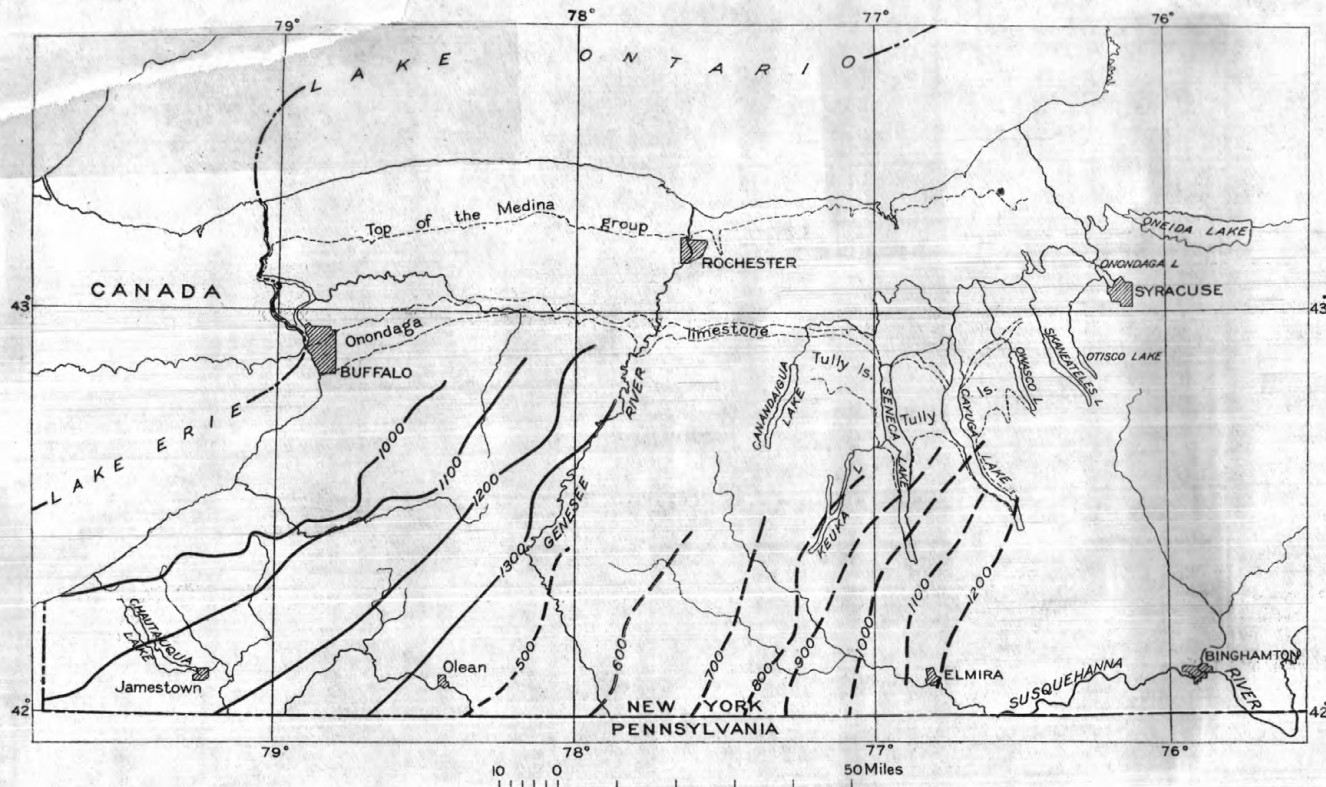 79°
78°
77°
76°
LAKE ONTARIO
Top of the Medina group
ROCHESTER
ONEIDA LAKE
ONONDAGA L
SYRACUSE
CANADA
43°
43°
Onondaga limestone
BUFFALO
Tully ls.
SKANEATELES L
OTISCO LAKE
OWASCO L
CANANDAIGUA LAKE
SENECA LAKE
CAYUGA LAKE
Tully ls.
LAKE ERIE
GENESEE RIVER
KEUKA L
1000
1100
1200
1300
500
600
700
800
900
1000
1100
1200
CHAUTAUQUA LAKE
Jamestown
Olean
ELMIRA
SUSQUEHANNA RIVER
BINGHAMTON
42°
42°
NEW YORK
PENNSYLVANIA
79°
78°
77°
76°
10 0 50 Miles